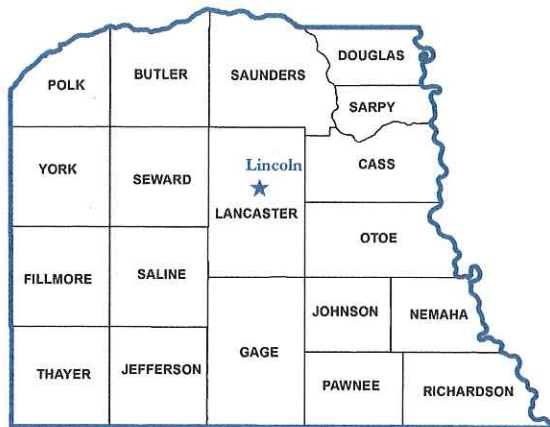 DOUGLAS
POLK
BUTLER
SAUNDERS
SARPY
YORK
SEWARD
Lincoln
LANCASTER
CASS
OTOE
FILLMORE
SALINE
JOHNSON
NEMAHA
THAYER
JEFFERSON
GAGE
PAWNEE
RICHARDSON